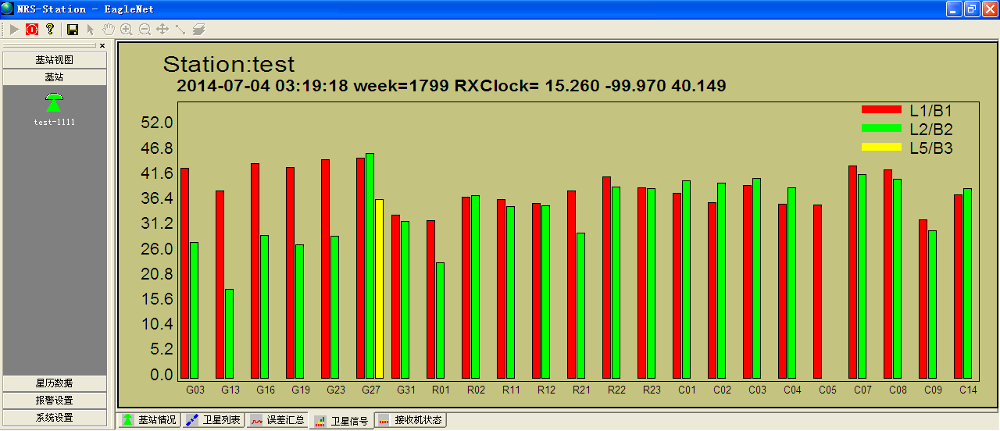 NRS-Station - EagleNet
基站视图
基站
test-1111
星历数据
报警设置
系统设置
Station:test
2014-07-04 03:19:18 week=1799 RXClock= 15.260 -99.970 40.149
L1/B1
L2/B2
L5/B3
52.0
46.8
41.6
36.4
31.2
26.0
20.8
15.6
10.4
5.2
0.0
G03 G13 G16 G19 G23 G27 G31 R01 R02 R11 R12 R21 R22 R23 C01 C02 C03 C04 C05 C07 C08 C09 C14
基站情况 卫星列表 误差汇总 卫星信号 接收机状态